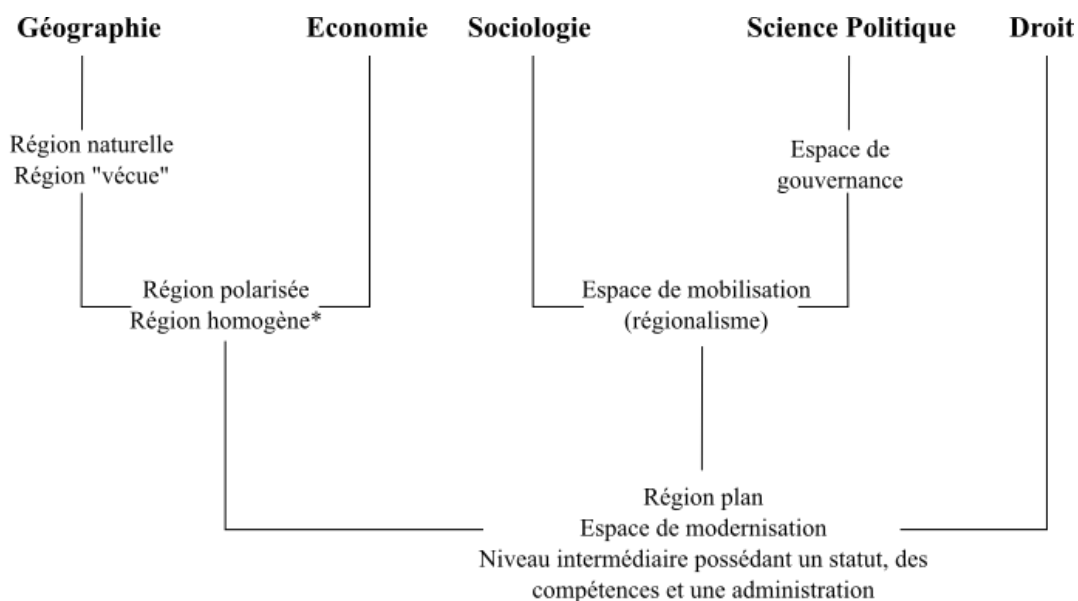 Géographie
Economie
Sociologie
Science Politique
Droit
Région naturelle
Région "vécue"
Espace de
gouvernance
Région polarisée
Région homogène*
Espace de mobilisation
(régionalisme)
Région plan
Espace de modernisation
Niveau intermédiaire possédant un statut, des
compétences et une administration